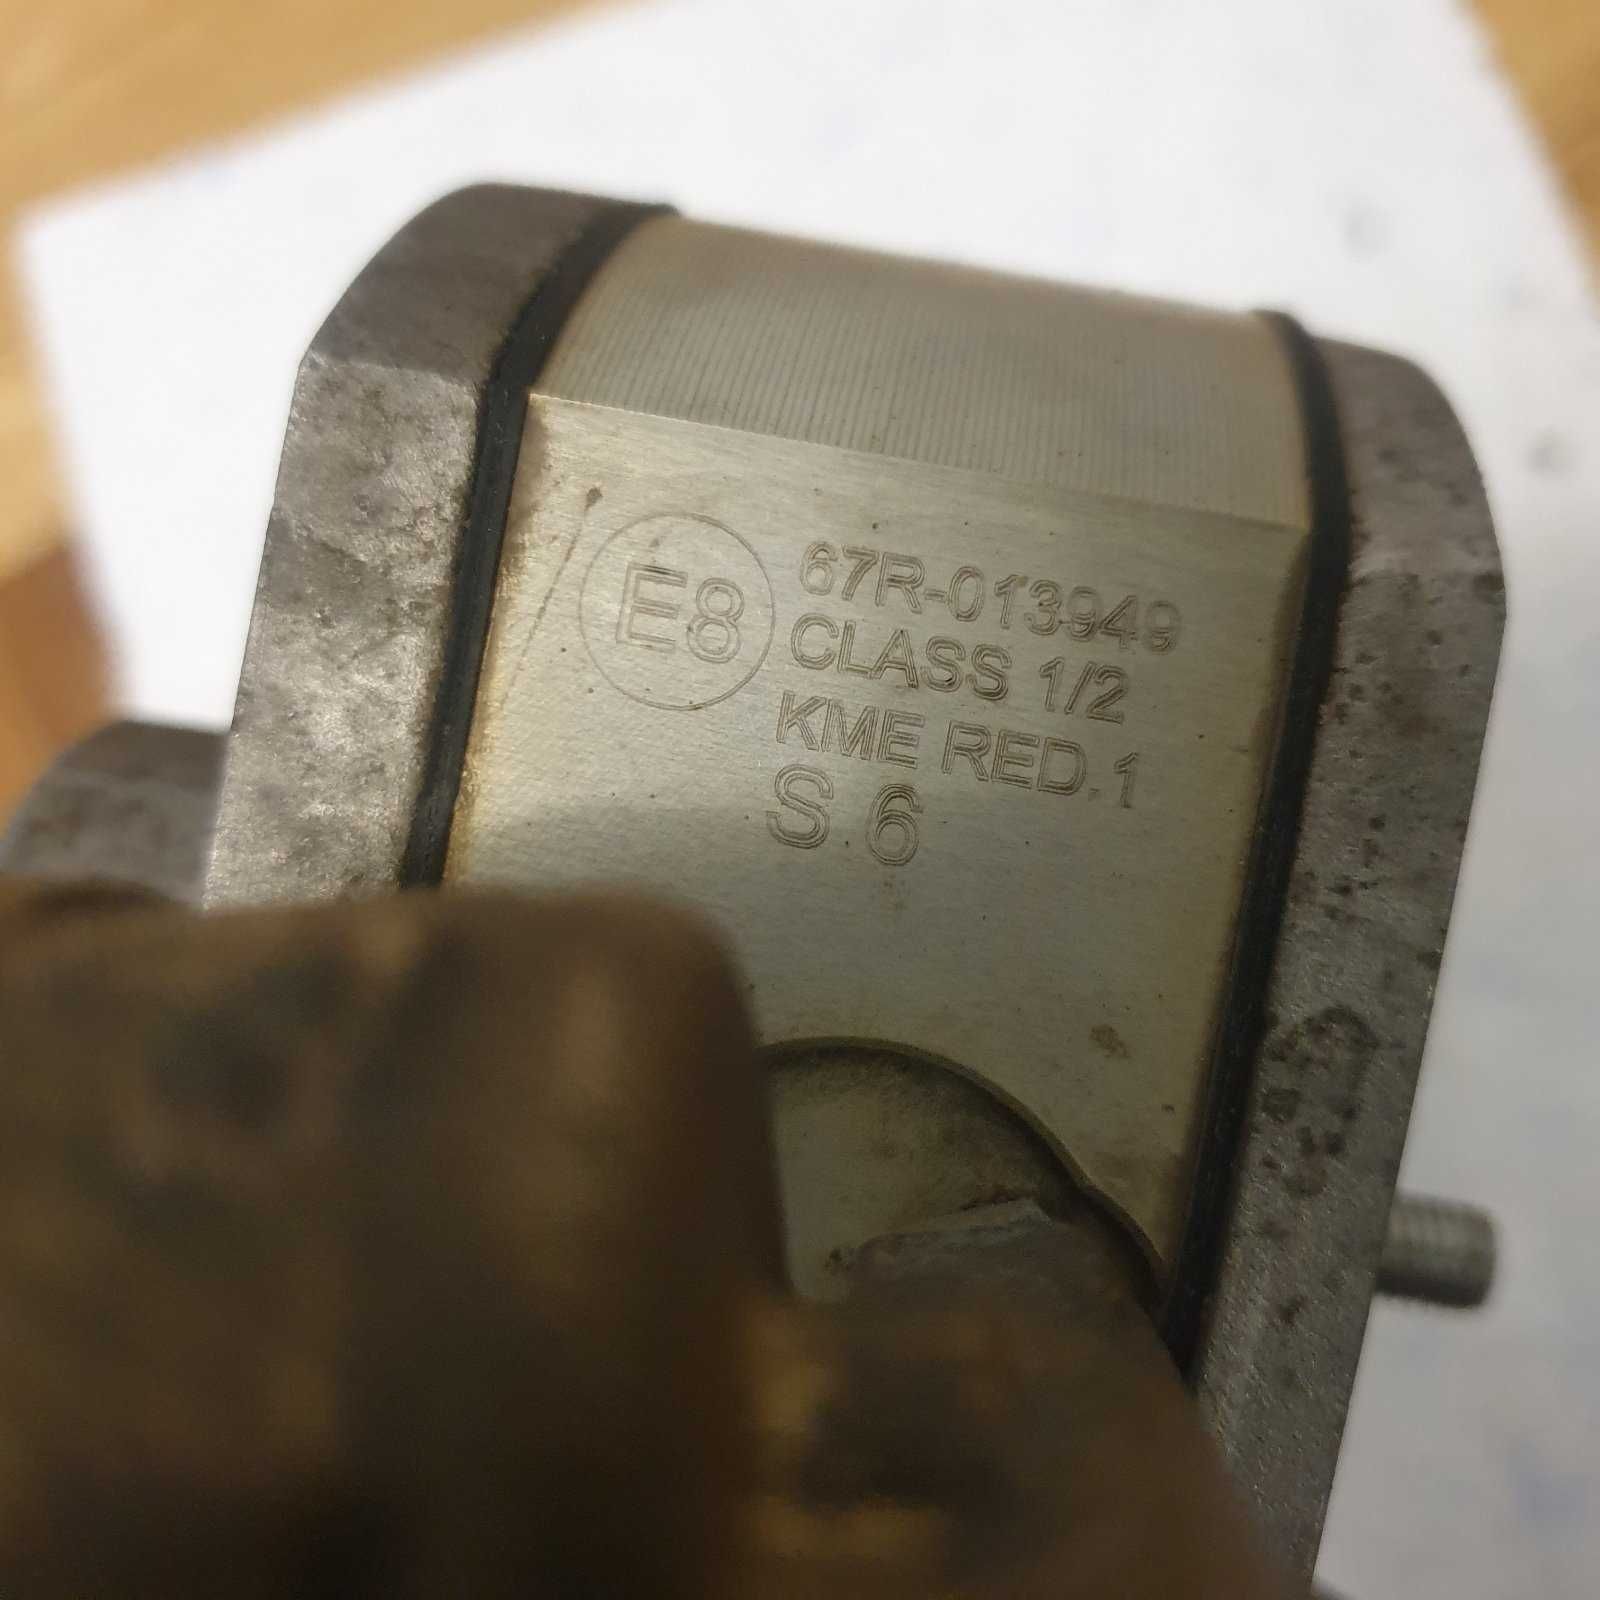 E8
67R-013949
CLASS 1/2
KME RED.1
S 6